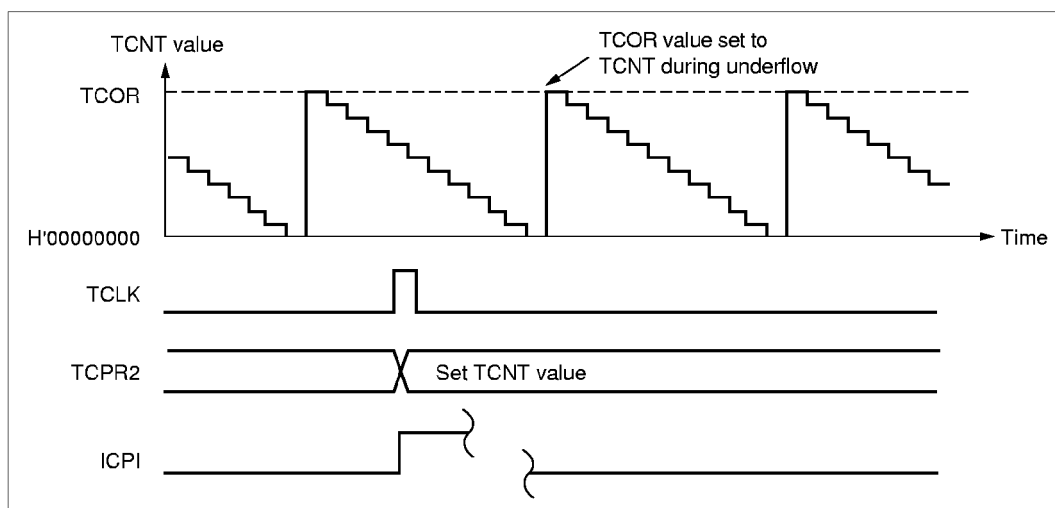 TCNT value
TCOR value set to
TCNT during underflow
TCOR
H'00000000
Time
TCLK
TCPR2
Set TCNT value
ICPI